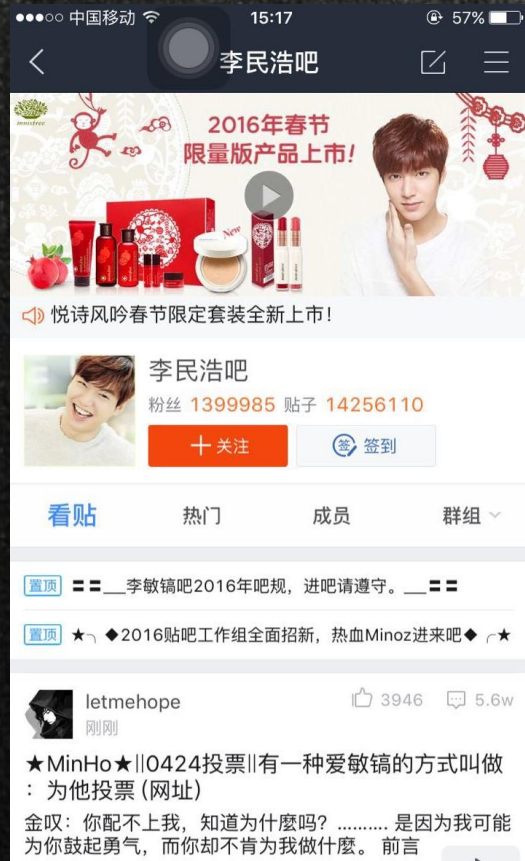 中国移动
15:17
57%
李民浩吧
innisfree
2016年春节
限量版产品上市!
New
悦诗风吟春节限定套装全新上市!
李民浩吧
粉丝 1399985 贴子 14256110
十关注
签 签到
看贴
热门
成员
群组
置顶 〓〓___李敏镐吧2016年吧规，进吧请遵守。___〓〓
置顶 ★╮◆2016贴吧工作组全面招新，热血Minoz进来吧◆╭★
letmehope
3946
5.6w
刚刚
★MinHo★||0424投票||有一种爱敏镐的方式叫做
：为他投票 (网址)
金叹：你配不上我，知道为什麼吗？.......... 是因为我可能
为你鼓起勇气，而你却不肯为我做什麼。 前言